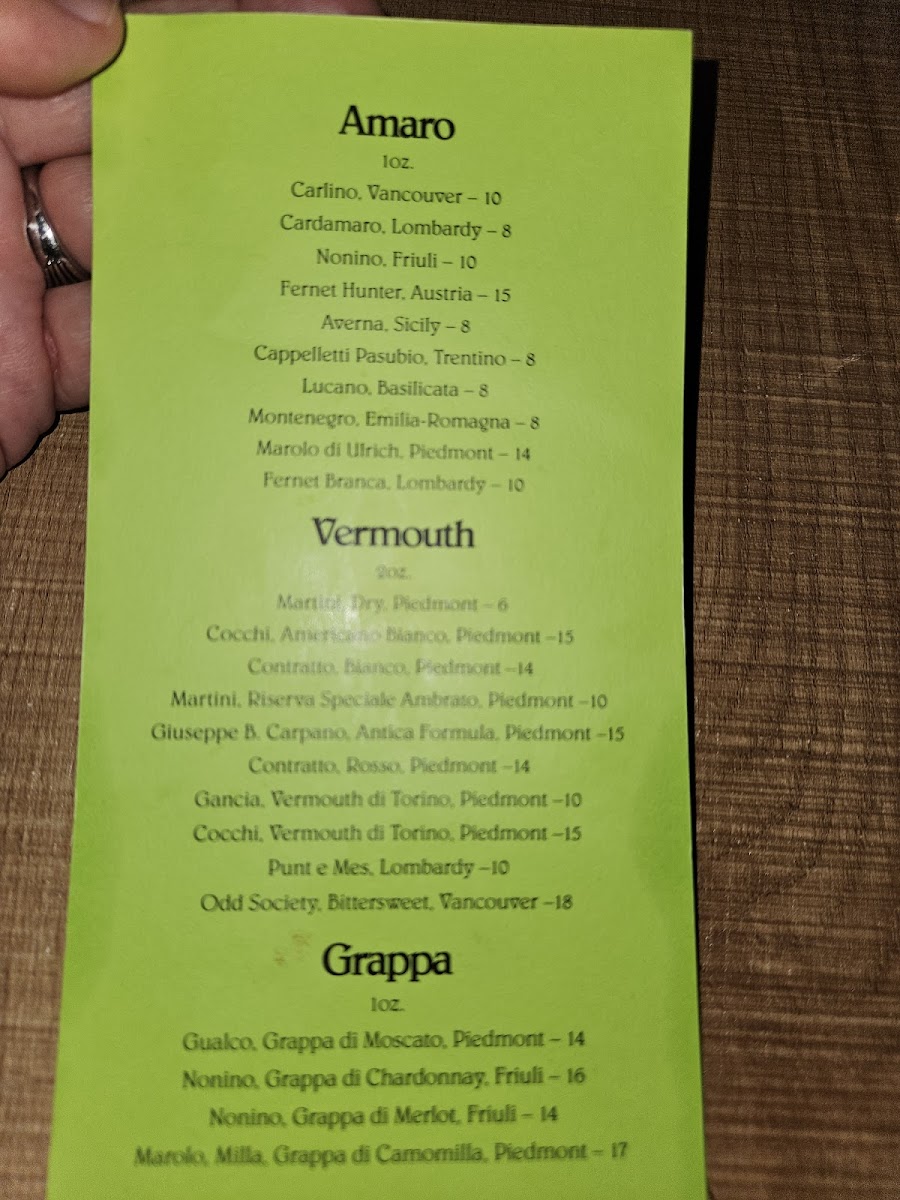 Amaro
1oz.
Carlino, Vancouver – 10
Cardamaro, Lombardy – 8
Nonino, Friuli – 10
Fernet Hunter, Austria – 15
Averna, Sicily – 8
Cappelletti Pasubio, Trentino – 8
Lucano, Basilicata – 8
Montenegro, Emilia-Romagna – 8
Marolo di Ulrich, Piedmont – 14
Fernet Branca, Lombardy – 10
Vermouth
2oz.
Martini, Dry, Piedmont – 6
Cocchi, Americano Bianco, Piedmont –15
Contratto, Bianco, Piedmont –14
Martini, Riserva Speciale Ambrato, Piedmont –10
Giuseppe B. Carpano, Antica Formula, Piedmont –15
Contratto, Rosso, Piedmont –14
Gancia, Vermouth di Torino, Piedmont –10
Cocchi, Vermouth di Torino, Piedmont –15
Punt e Mes, Lombardy –10
Odd Society, Bittersweet, Vancouver –18
Grappa
1oz.
Gualco, Grappa di Moscato, Piedmont – 14
Nonino, Grappa di Chardonnay, Friuli – 16
Nonino, Grappa di Merlot, Friuli – 14
Marolo, Milla, Grappa di Camomilla, Piedmont – 17